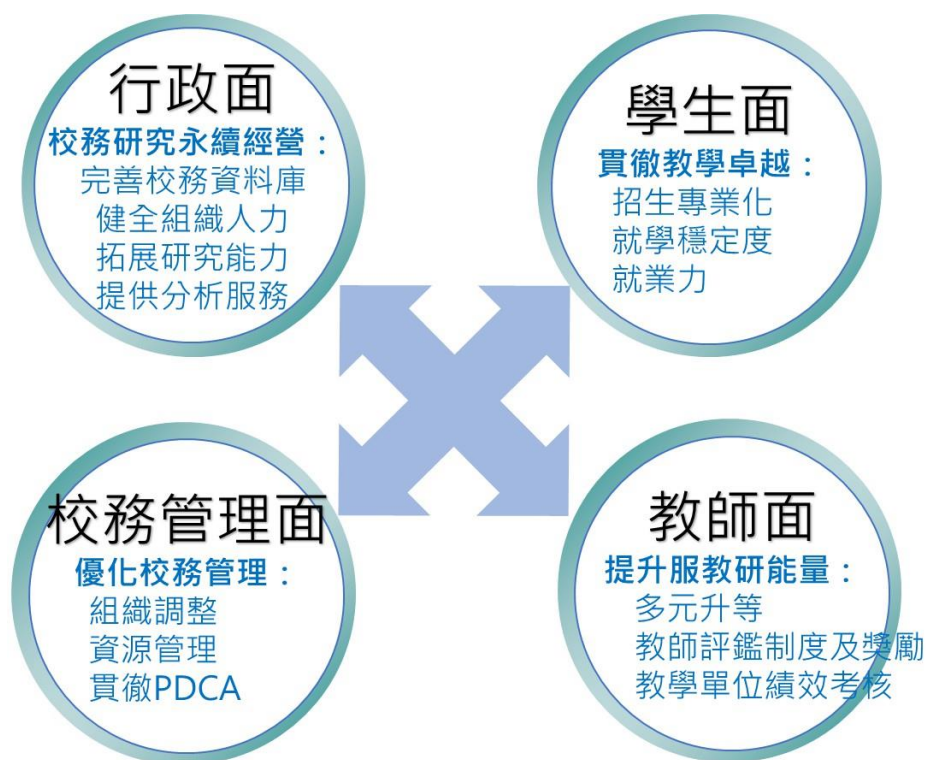 行政面
校務研究永續經營：
完善校務資料庫
健全組織人力
拓展研究能力
提供分析服務
學生面
貫徹教學卓越：
招生專業化
就學穩定度
就業力
校務管理面
優化校務管理：
組織調整
資源管理
貫徹PDCA
教師面
提升服教研能量：
多元升等
教師評鑑制度及獎勵
教學單位績效考核